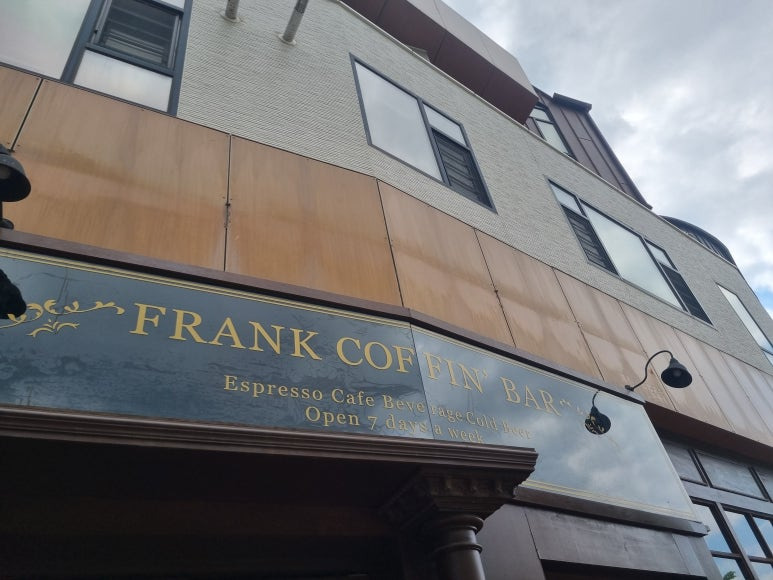 FRANK COFFIN' BAR
Espresso Cafe Beverage Cold Beer
Open 7 days a week